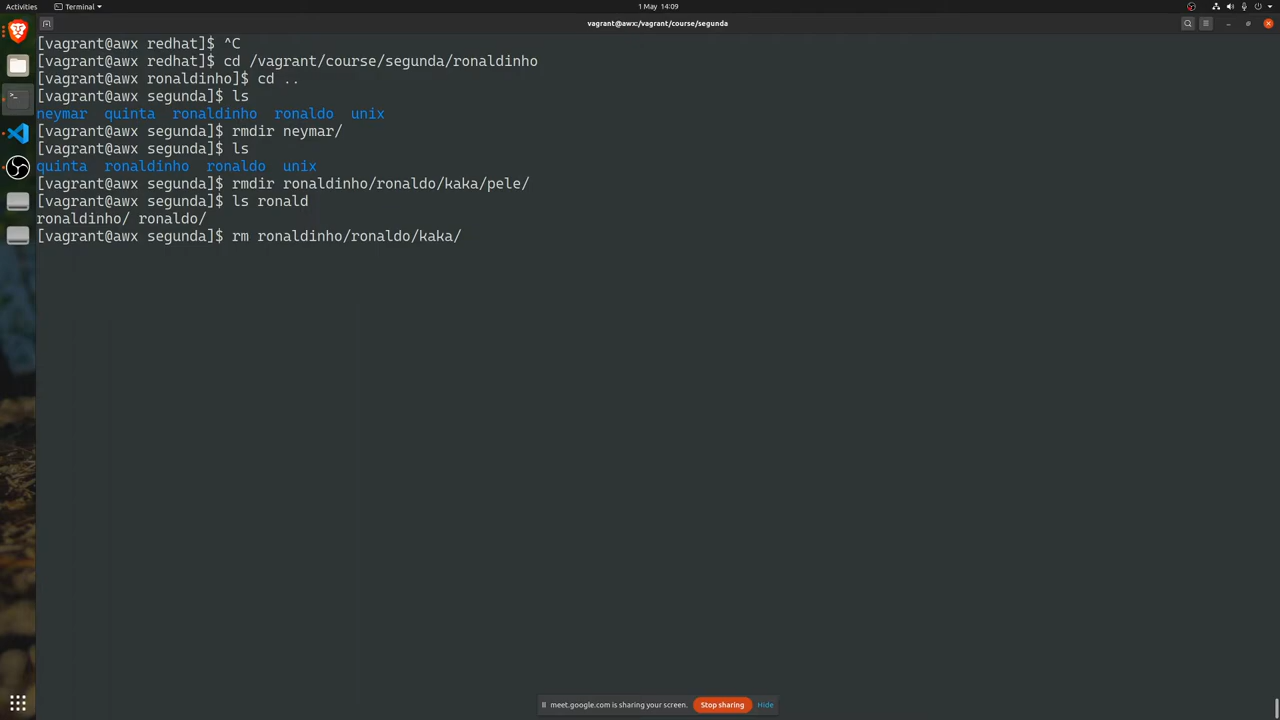 Activities
Terminal
1 May 14:09
vagrant@awx:/vagrant/course/segunda
[vagrant@awx redhat]$ ^C
[vagrant@awx redhat]$ cd /vagrant/course/segunda/ronaldinho
[vagrant@awx ronaldinho]$ cd ..
[vagrant@awx segunda]$ ls
neymar quinta ronaldinho ronaldo unix
[vagrant@awx segunda]$ rmdir neymar/
[vagrant@awx segunda]$ ls
quinta ronaldinho ronaldo unix
[vagrant@awx segunda]$ rmdir ronaldinho/ronaldo/kaka/pele/
[vagrant@awx segunda]$ ls ronald
ronaldinho/ ronaldo/
[vagrant@awx segunda]$ rm ronaldinho/ronaldo/kaka/
meet.google.com is sharing your screen. Stop sharing Hide